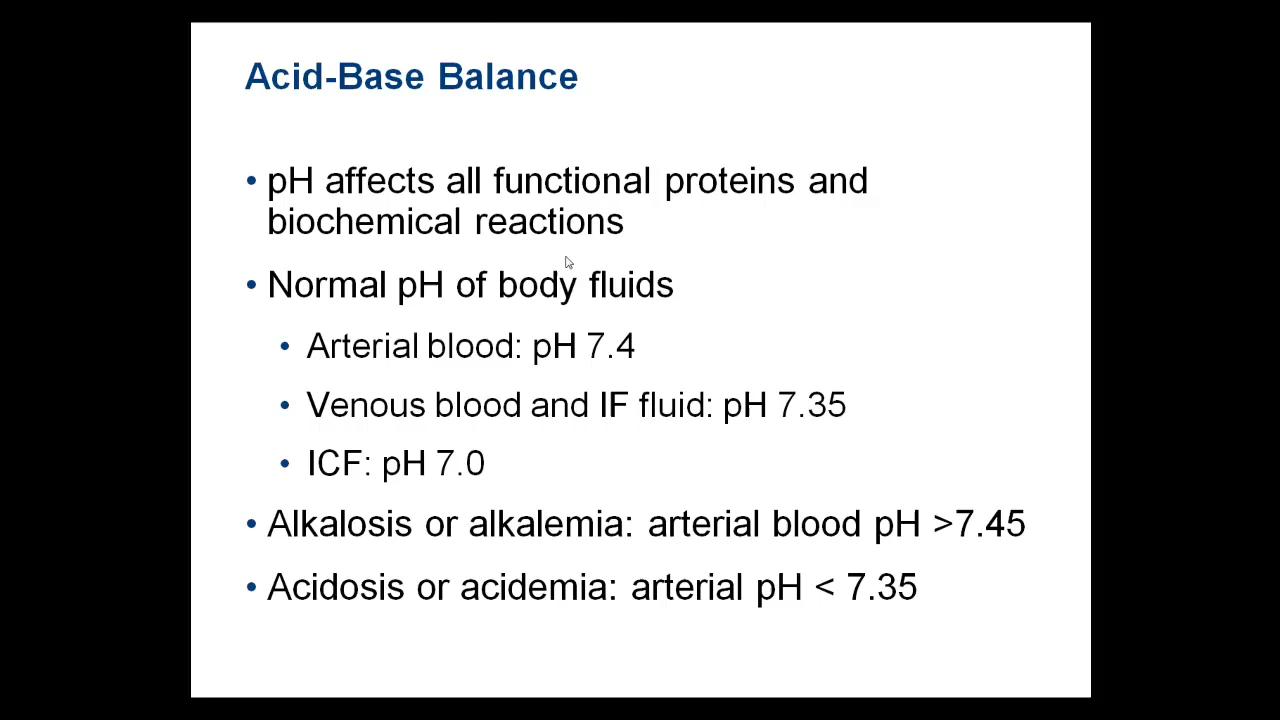 Acid-Base Balance
• pH affects all functional proteins and
biochemical reactions
• Normal pH of body fluids
• Arterial blood: pH 7.4
• Venous blood and IF fluid: pH 7.35
• ICF: pH 7.0
• Alkalosis or alkalemia: arterial blood pH >7.45
• Acidosis or acidemia: arterial pH < 7.35